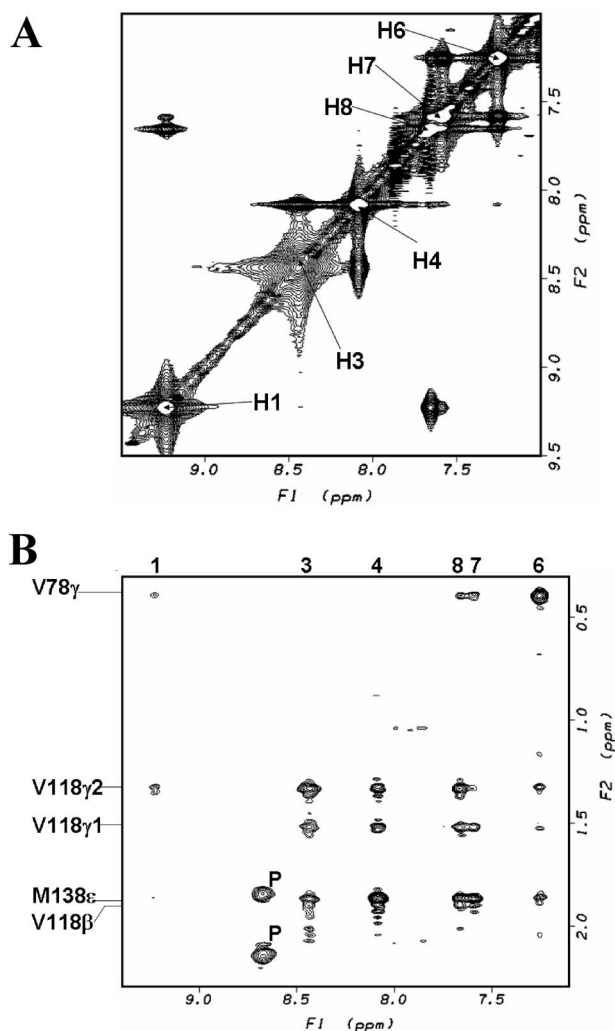 A
H6
H7
H8
H4
H3
H1
7.5
8.0
8.5
9.0
9.5
F2 (ppm)
9.0 8.5 8.0 7.5
F1 (ppm)
B
1 3 4 8 7 6
V78γ
V118γ2
V118γ1
M138ε
V118β
P
P
0.5
1.0
1.5
2.0
F2 (ppm)
9.0 8.5 8.0 7.5
F1 (ppm)